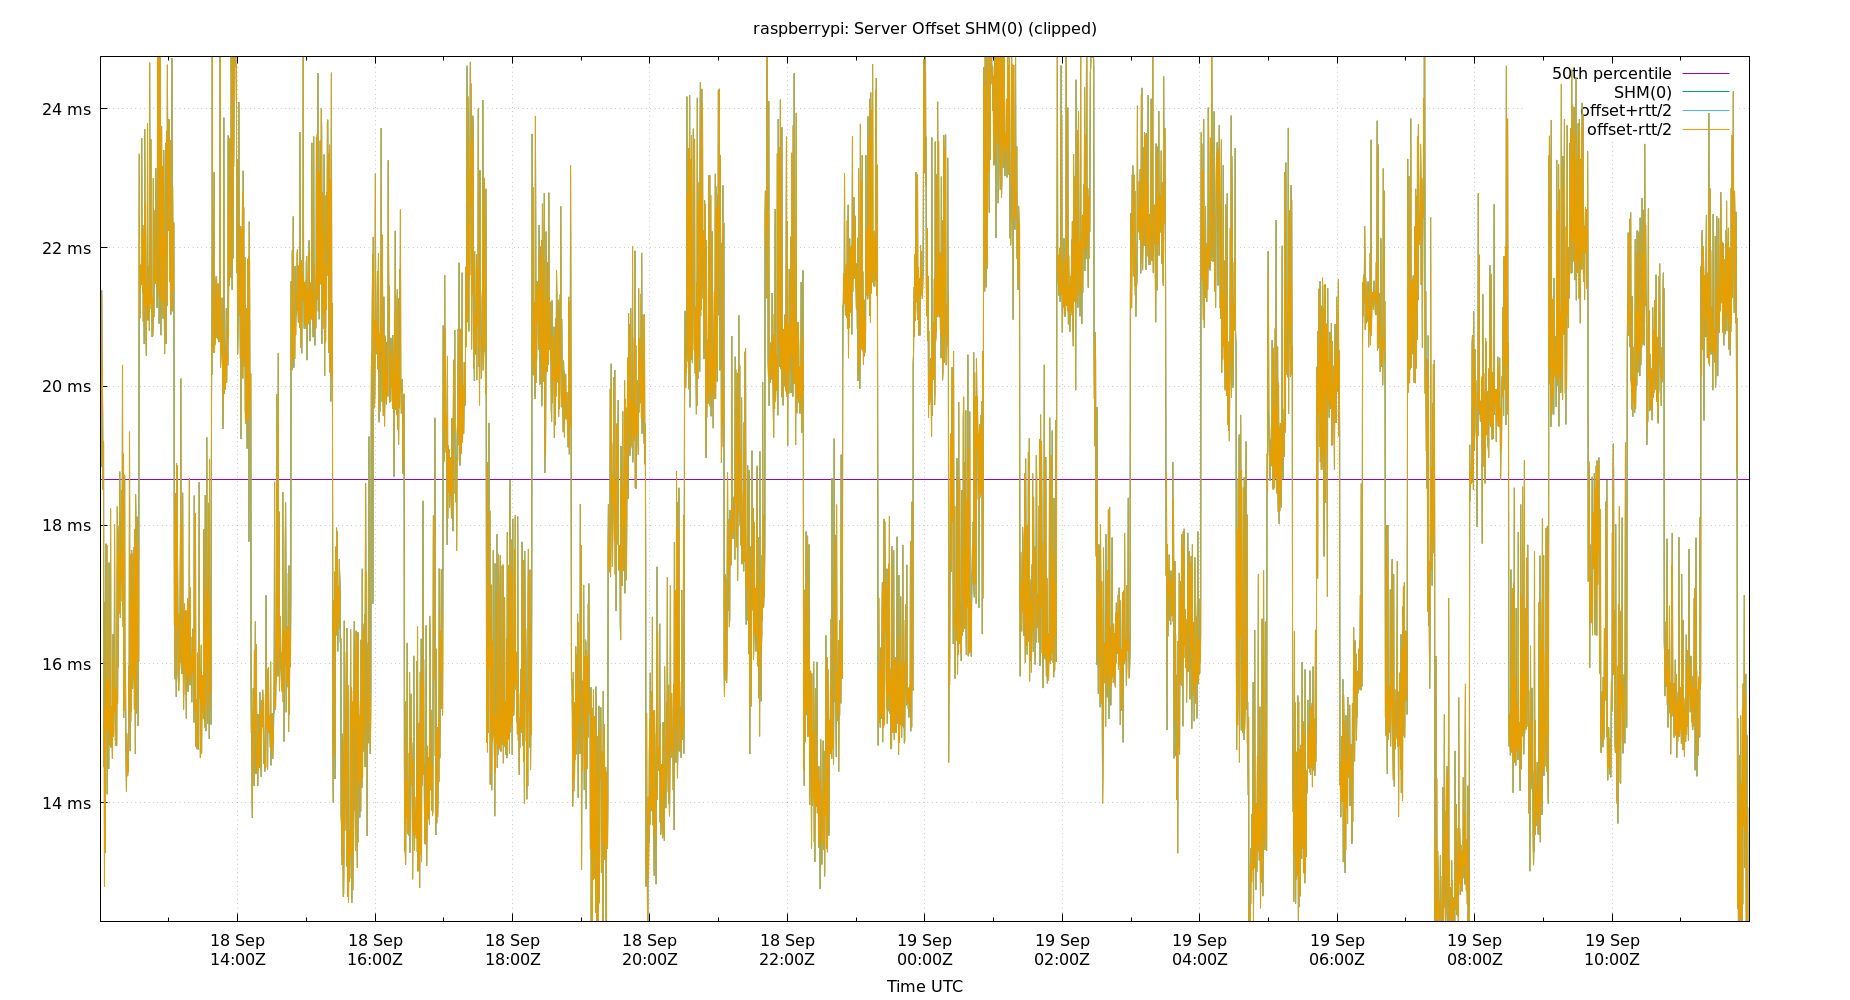 raspberrypi: Server Offset SHM(0) (clipped)
50th percentile
SHM(0)
offset+rtt/2
offset-rtt/2
24 ms
22 ms
20 ms
18 ms
16 ms
14 ms
18 Sep 18 Sep 18 Sep 18 Sep 18 Sep 19 Sep 19 Sep 19 Sep 19 Sep 19 Sep 19 Sep
14:00Z 16:00Z 18:00Z 20:00Z 22:00Z 00:00Z 02:00Z 04:00Z 06:00Z 08:00Z 10:00Z
Time UTC